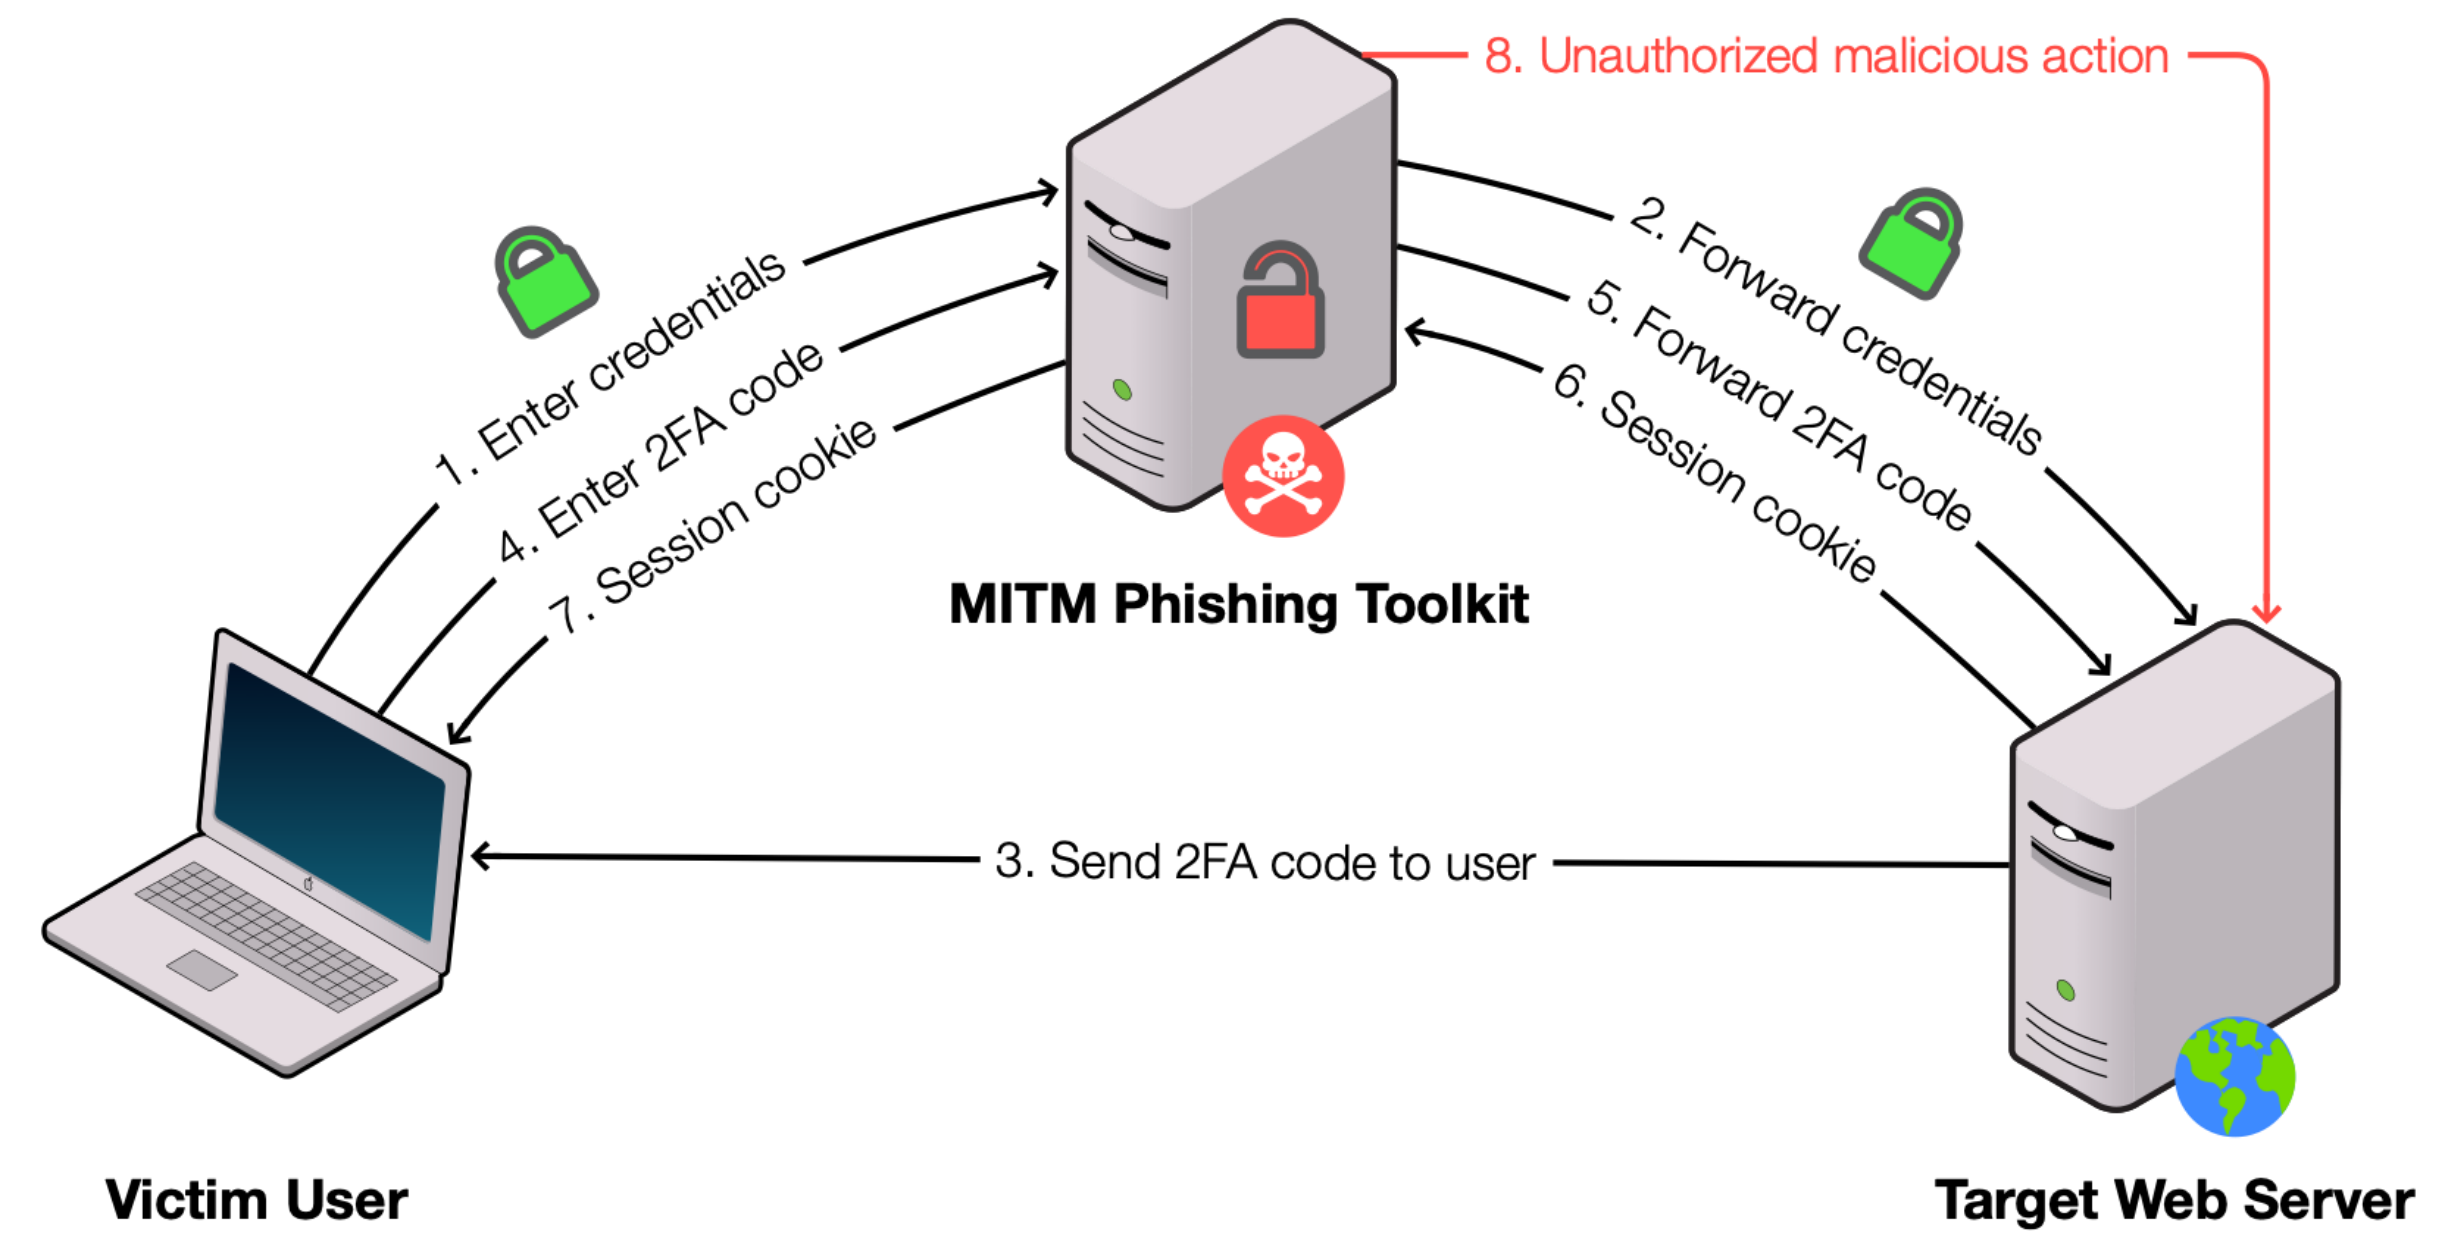 8. Unauthorized malicious action
1. Enter credentials
2. Forward credentials
4. Enter 2FA code
5. Forward 2FA code
7. Session cookie
6. Session cookie
MITM Phishing Toolkit
3. Send 2FA code to user
Victim User
Target Web Server